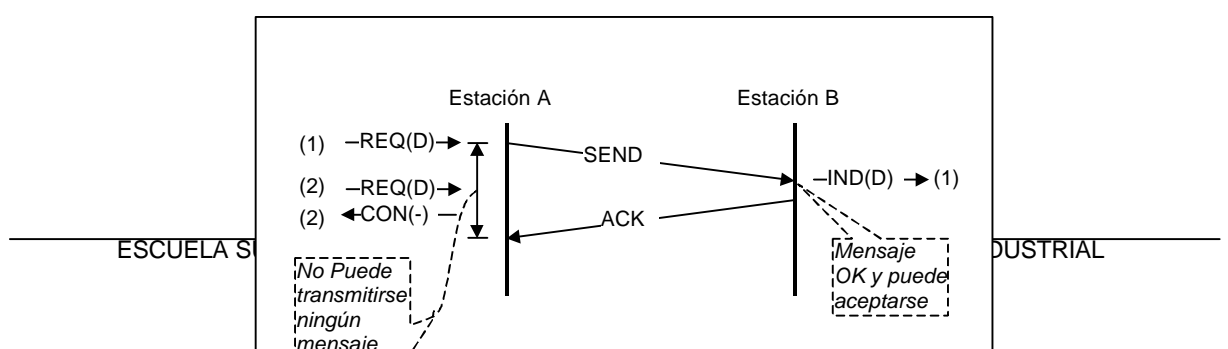 Estación A Estación B
(1) REQ(D) SEND
(2) REQ(D) IND(D) (1)
(2) CON(-) ACK
ESCUELA DUSTRIAL
No Puede
transmitirse
ningún
mensaje
Mensaje
OK y puede
aceptarse